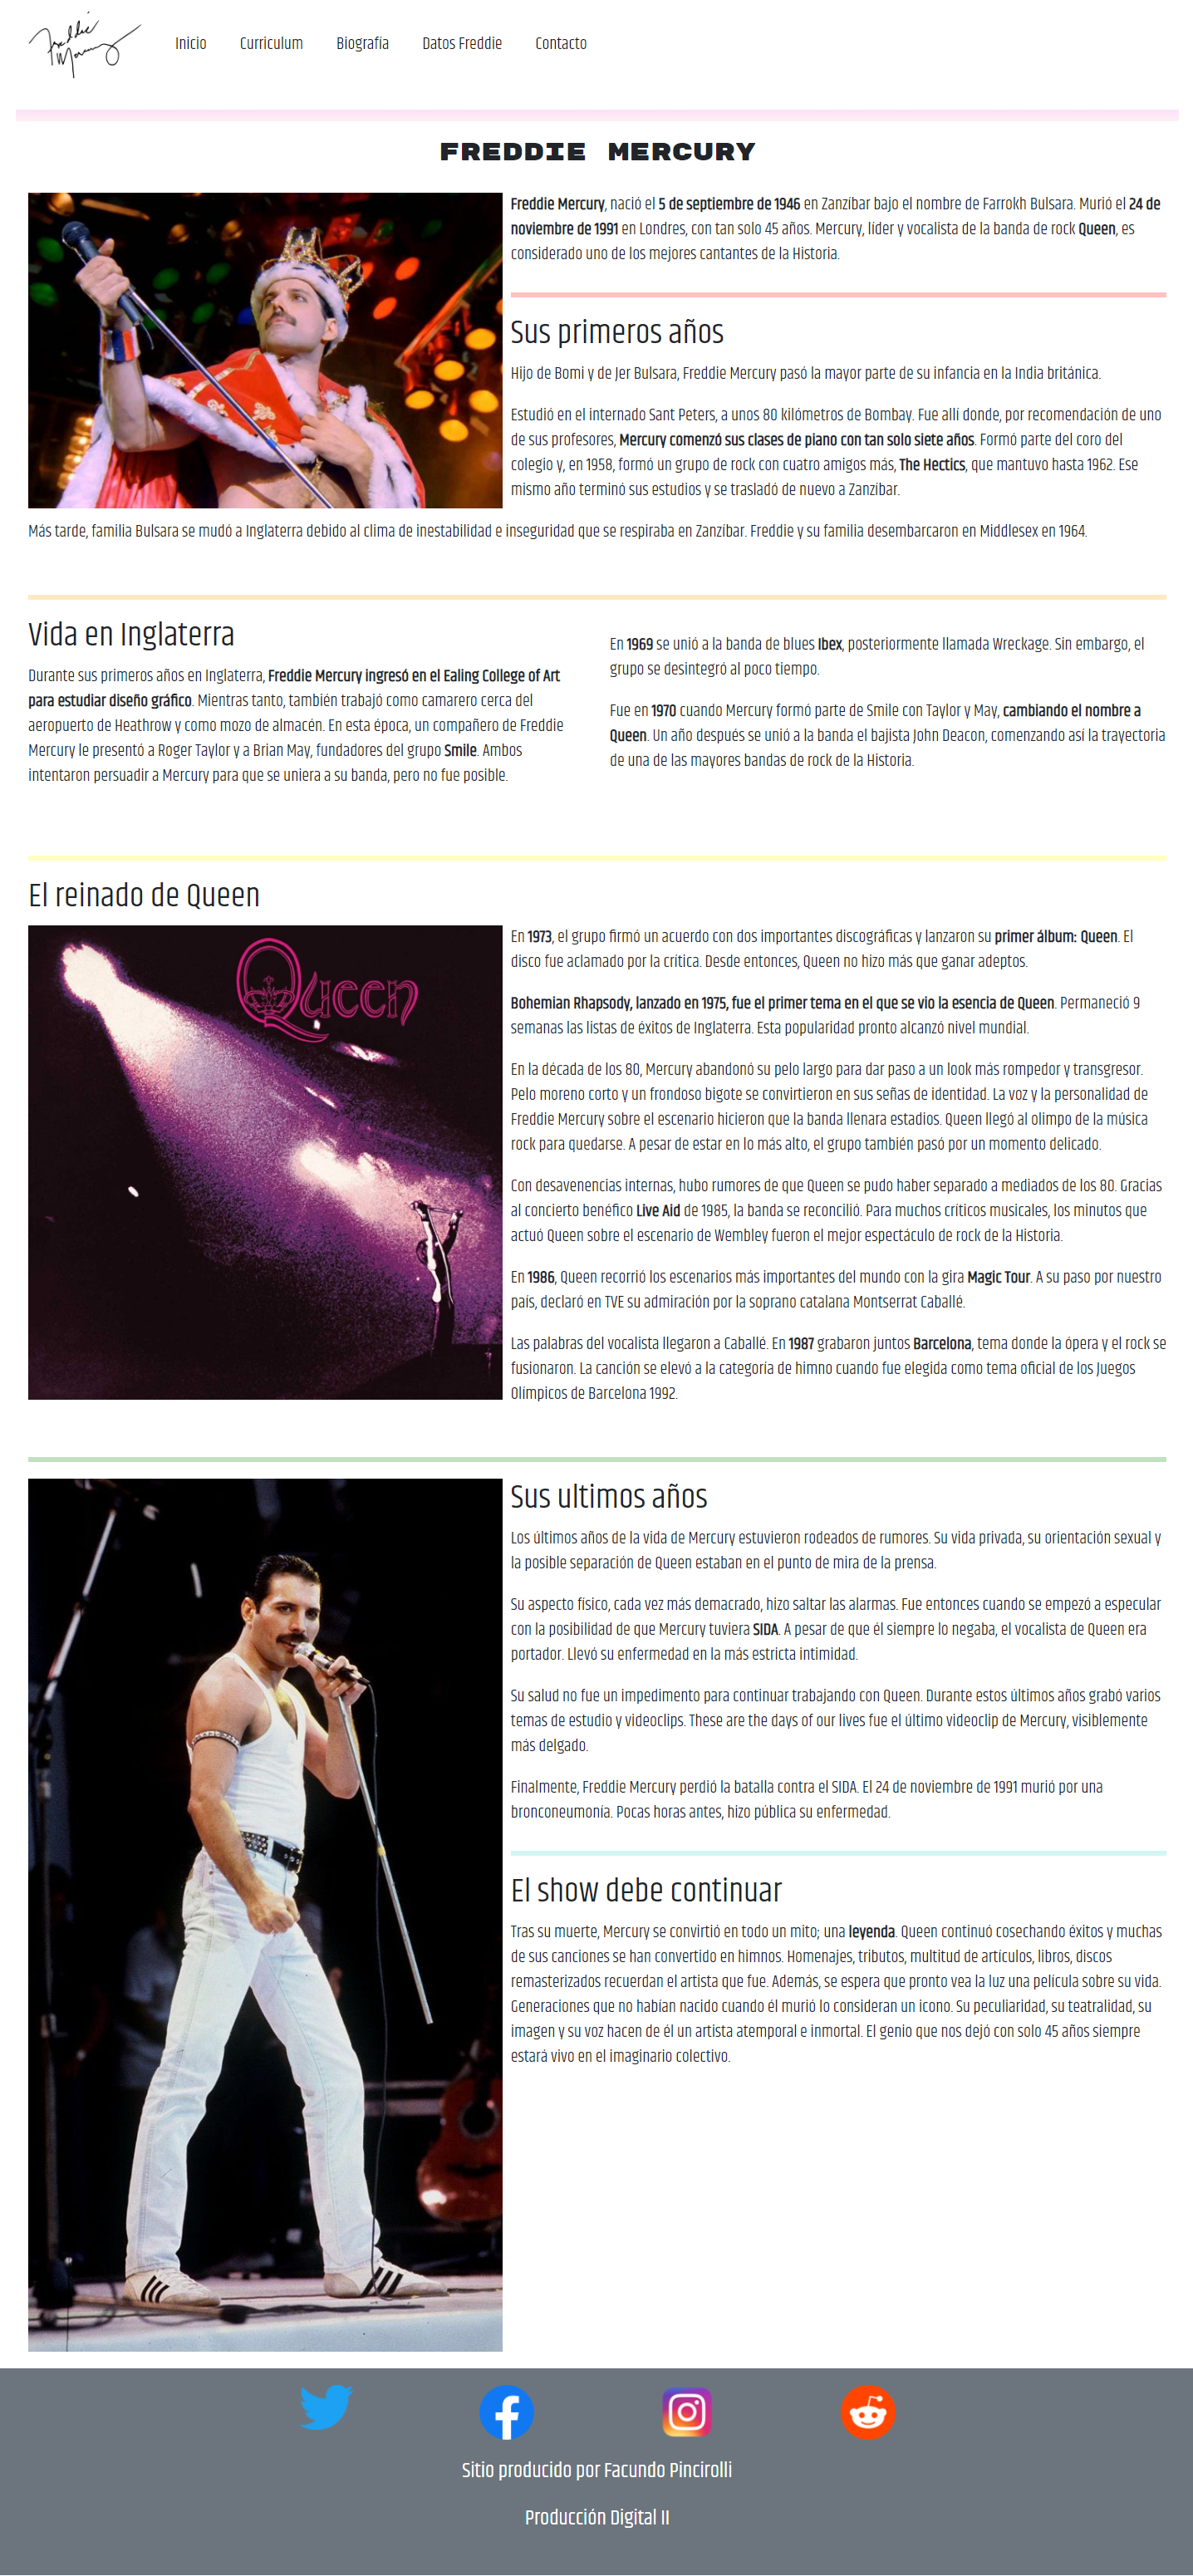 Freddie
Mercury
Inicio Curriculum Biografía Datos Freddie Contacto
FREDDIE MERCURY
Freddie Mercury, nació el 5 de septiembre de 1946 en Zanzíbar bajo el nombre de Farrokh Bulsara. Murió el 24 de
noviembre de 1991 en Londres, con tan solo 45 años. Mercury, líder y vocalista de la banda de rock Queen, es
considerado uno de los mejores cantantes de la Historia.
Sus primeros años
Hijo de Bomi y de Jer Bulsara, Freddie Mercury pasó la mayor parte de su infancia en la India británica.
Estudió en el internado Sant Peters, a unos 80 kilómetros de Bombay. Fue allí donde, por recomendación de uno
de sus profesores, Mercury comenzó sus clases de piano con tan solo siete años. Formó parte del coro del
colegio y, en 1958, formó un grupo de rock con cuatro amigos más, The Hectics, que mantuvo hasta 1962. Ese
mismo año terminó sus estudios y se trasladó de nuevo a Zanzíbar.
Más tarde, familia Bulsara se mudó a Inglaterra debido al clima de inestabilidad e inseguridad que se respiraba en Zanzíbar. Freddie y su familia desembarcaron en Middlesex en 1964.
Vida en Inglaterra
Durante sus primeros años en Inglaterra, Freddie Mercury ingresó en el Ealing College of Art
para estudiar diseño gráfico. Mientras tanto, también trabajó como camarero cerca del
aeropuerto de Heathrow y como mozo de almacén. En esta época, un compañero de Freddie
Mercury le presentó a Roger Taylor y a Brian May, fundadores del grupo Smile. Ambos
intentaron persuadir a Mercury para que se uniera a su banda, pero no fue posible.
En 1969 se unió a la banda de blues Ibex, posteriormente llamada Wreckage. Sin embargo, el
grupo se desintegró al poco tiempo.
Fue en 1970 cuando Mercury formó parte de Smile con Taylor y May, cambiando el nombre a
Queen. Un año después se unió a la banda el bajista John Deacon, comenzando así la trayectoria
de una de las mayores bandas de rock de la Historia.
El reinado de Queen
Queen
En 1973, el grupo firmó un acuerdo con dos importantes discográficas y lanzaron su primer álbum: Queen. El
disco fue aclamado por la crítica. Desde entonces, Queen no hizo más que ganar adeptos.
Bohemian Rhapsody, lanzado en 1975, fue el primer tema en el que se vio la esencia de Queen. Permaneció 9
semanas las listas de éxitos de Inglaterra. Esta popularidad pronto alcanzó nivel mundial.
En la década de los 80, Mercury abandonó su pelo largo para dar paso a un look más rompedor y transgresor.
Pelo moreno corto y un frondoso bigote se convirtieron en sus señas de identidad. La voz y la personalidad de
Freddie Mercury sobre el escenario hicieron que la banda llenara estadios. Queen llegó al olimpo de la música
rock para quedarse. A pesar de estar en lo más alto, el grupo también pasó por un momento delicado.
Con desavenencias internas, hubo rumores de que Queen se pudo haber separado a mediados de los 80. Gracias
al concierto benéfico Live Aid de 1985, la banda se reconcilió. Para muchos críticos musicales, los minutos que
actuó Queen sobre el escenario de Wembley fueron el mejor espectáculo de rock de la Historia.
En 1986, Queen recorrió los escenarios más importantes del mundo con la gira Magic Tour. A su paso por nuestro
país, declaró en TVE su admiración por la soprano catalana Montserrat Caballé.
Las palabras del vocalista llegaron a Caballé. En 1987 grabaron juntos Barcelona, tema donde la ópera y el rock se
fusionaron. La canción se elevó a la categoría de himno cuando fue elegida como tema oficial de los Juegos
Olímpicos de Barcelona 1992.
Sus ultimos años
Los últimos años de la vida de Mercury estuvieron rodeados de rumores. Su vida privada, su orientación sexual y
la posible separación de Queen estaban en el punto de mira de la prensa.
Su aspecto físico, cada vez más demacrado, hizo saltar las alarmas. Fue entonces cuando se empezó a especular
con la posibilidad de que Mercury tuviera SIDA. A pesar de que él siempre lo negaba, el vocalista de Queen era
portador. Llevó su enfermedad en la más estricta intimidad.
Su salud no fue un impedimento para continuar trabajando con Queen. Durante estos últimos años grabó varios
temas de estudio y videoclips. These are the days of our lives fue el último videoclip de Mercury, visiblemente
más delgado.
Finalmente, Freddie Mercury perdió la batalla contra el SIDA. El 24 de noviembre de 1991 murió por una
bronconeumonía. Pocas horas antes, hizo pública su enfermedad.
El show debe continuar
Tras su muerte, Mercury se convirtió en todo un mito; una leyenda. Queen continuó cosechando éxitos y muchas
de sus canciones se han convertido en himnos. Homenajes, tributos, multitud de artículos, libros, discos
remasterizados recuerdan el artista que fue. Además, se espera que pronto vea la luz una película sobre su vida.
Generaciones que no habían nacido cuando él murió lo consideran un icono. Su peculiaridad, su teatralidad, su
imagen y su voz hacen de él un artista atemporal e inmortal. El genio que nos dejó con solo 45 años siempre
estará vivo en el imaginario colectivo.
Sitio producido por Facundo Pincirolli
Producción Digital II